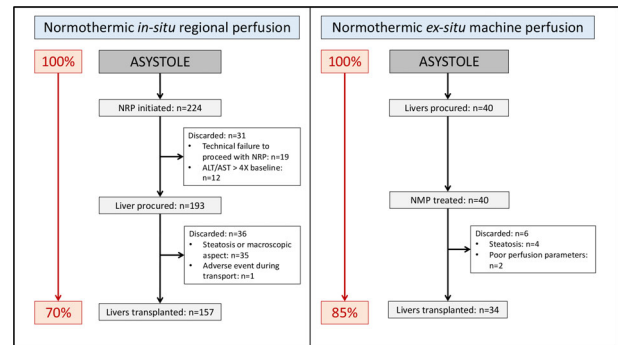 Normothermic in-situ regional perfusion
100%
ASYSTOLE
NRP initiated: n=224
Discarded: n=31
• Technical failure
to proceed with NRP: n=19
• ALT/AST > 4X baseline:
n=12
Liver procured: n=193
Discarded: n=36
• Steatosis or macroscopic
aspect: n=35
• Adverse event during
transport: n=1
70%
Livers transplanted: n=157
Normothermic ex-situ machine perfusion
100%
ASYSTOLE
Livers procured: n=40
NMP treated: n=40
Discarded: n=6
• Steatosis: n=4
• Poor perfusion parameters:
n=2
85%
Livers transplanted: n=34